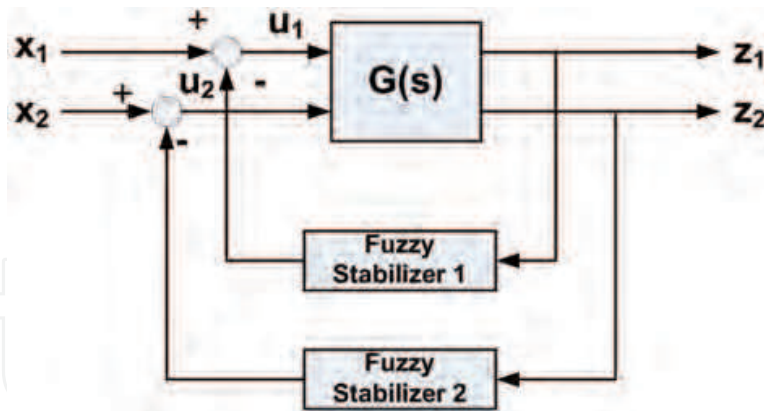 + u₁
x₁ z₁
G(s)
+ u₂ -
x₂ z₂
-
Fuzzy
Stabilizer 1
Fuzzy
Stabilizer 2